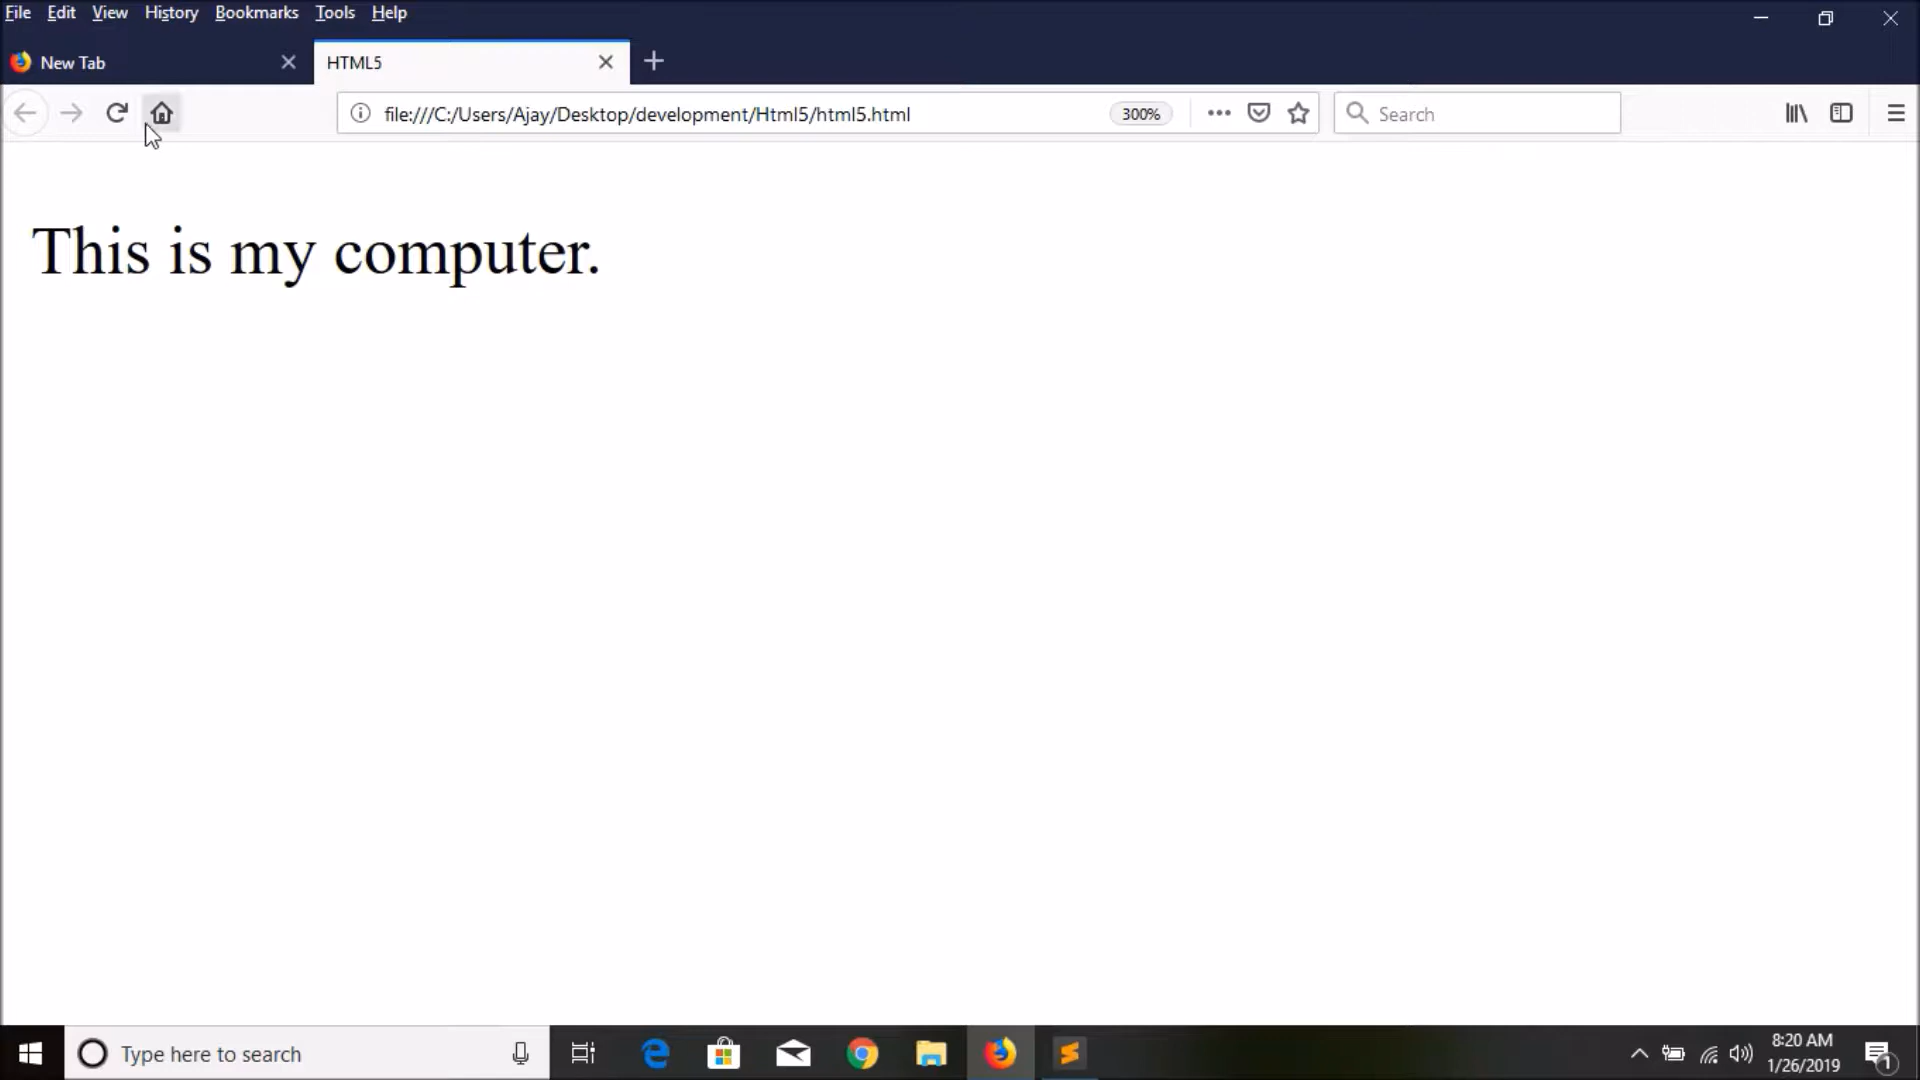 File Edit View History Bookmarks Tools Help
New Tab
HTML5
file:///C:/Users/Ajay/Desktop/development/Html5/html5.html
300%
Search
This is my computer.
Type here to search
8:20 AM
1/26/2019
1